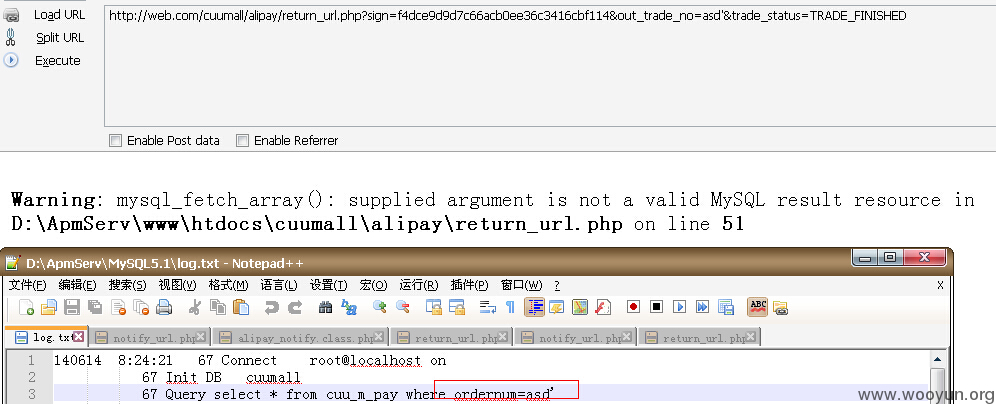 Load URL
http://web.com/cuumall/alipay/return_url.php?sign=f4dce9d9d7c66acb0ee36c3416cbf114&out_trade_no=asd'&trade_status=TRADE_FINISHED
Split URL
Execute
Enable Post data Enable Referrer
Warning: mysql_fetch_array(): supplied argument is not a valid MySQL result resource in
D:\ApmServ\www\htdocs\cuumall\alipay\return_url.php on line 51
D:\ApmServ\MySQL5.1\log.txt - Notepad++
文件(F) 编辑(E) 搜索(S) 视图(V) 格式(M) 语言(L) 设置(T) 宏(O) 运行(R) 插件(P) 窗口(W) ? X
log.txt notify_url.php alipay_notify.class.php return_url.php notify_url.php return_url.php
1 140614 8:24:21 67 Connect root@localhost on
2 67 Init DB cuumall
3 67 Query select * from cuu_m_pay where ordernum=asd'
www.wooyun.org